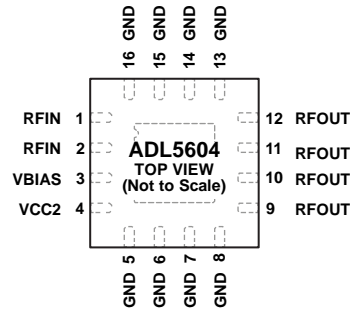 GND GND GND GND
16 15 14 13
RFIN 1
RFIN 2
VBIAS 3
VCC2 4
ADL5604
TOP VIEW
(Not to Scale)
12 RFOUT
11 RFOUT
10 RFOUT
9 RFOUT
GND 5
GND 6
GND 7
GND 8